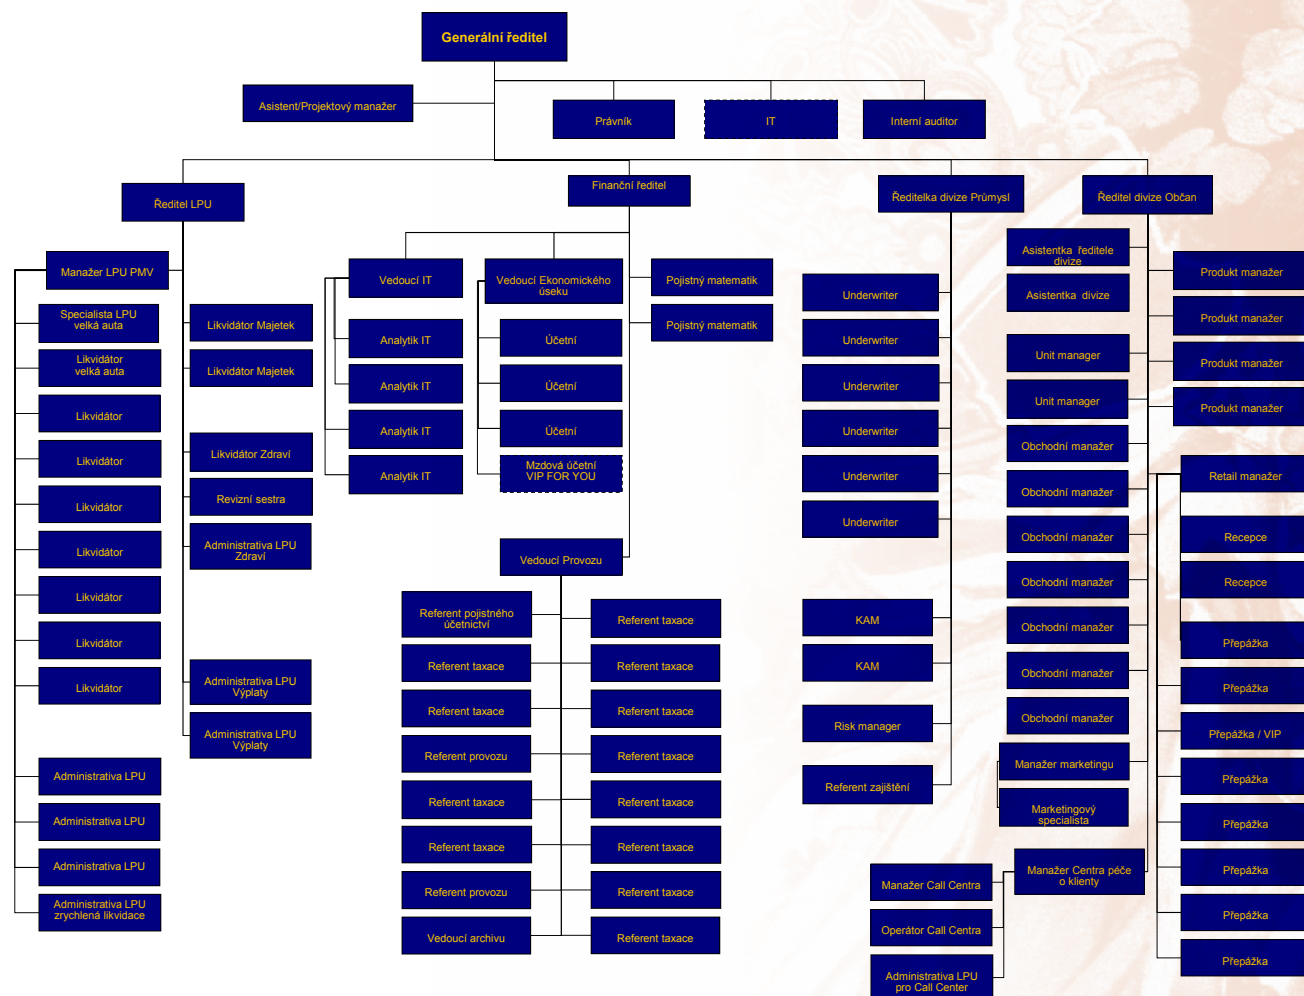 Generální ředitel
Asistent/Projektový manažer
Právník
IT
Interní auditor
Ředitel LPU
Finanční ředitel
Ředitelka divize Průmysl
Ředitel divize Občan
Manažer LPU PMV
Specialista LPU
velká auta
Likvidátor
velká auta
Likvidátor
Likvidátor
Likvidátor
Likvidátor
Likvidátor
Likvidátor
Likvidátor
Administrativa LPU
Administrativa LPU
Administrativa LPU
Administrativa LPU
zrychlená likvidace
Likvidátor Majetek
Likvidátor Majetek
Likvidátor Zdraví
Revizní sestra
Administrativa LPU
Zdraví
Administrativa LPU
Výplaty
Administrativa LPU
Výplaty
Vedoucí IT
Analytik IT
Analytik IT
Analytik IT
Analytik IT
Vedoucí Ekonomického
úseku
Účetní
Účetní
Účetní
Mzdová účetní
VIP FOR YOU
Pojistný matematik
Pojistný matematik
Vedoucí Provozu
Referent pojistného
účetnictví
Referent taxace
Referent taxace
Referent provozu
Referent taxace
Referent taxace
Referent provozu
Vedoucí archivu
Referent taxace
Referent taxace
Referent taxace
Referent taxace
Referent taxace
Referent taxace
Referent taxace
Referent taxace
Underwriter
Underwriter
Underwriter
Underwriter
Underwriter
Underwriter
KAM
KAM
Risk manager
Referent zajištění
Asistentka ředitele
divize
Asistentka divize
Unit manager
Unit manager
Obchodní manažer
Obchodní manažer
Obchodní manažer
Obchodní manažer
Obchodní manažer
Obchodní manažer
Obchodní manažer
Manažer marketingu
Marketingový
specialista
Manažer Centra péče
o klienty
Manažer Call Centra
Operátor Call Centra
Administrativa LPU
pro Call Center
Produkt manažer
Produkt manažer
Produkt manažer
Produkt manažer
Retail manažer
Recepce
Recepce
Přepážka
Přepážka
Přepážka / VIP
Přepážka
Přepážka
Přepážka
Přepážka
Přepážka